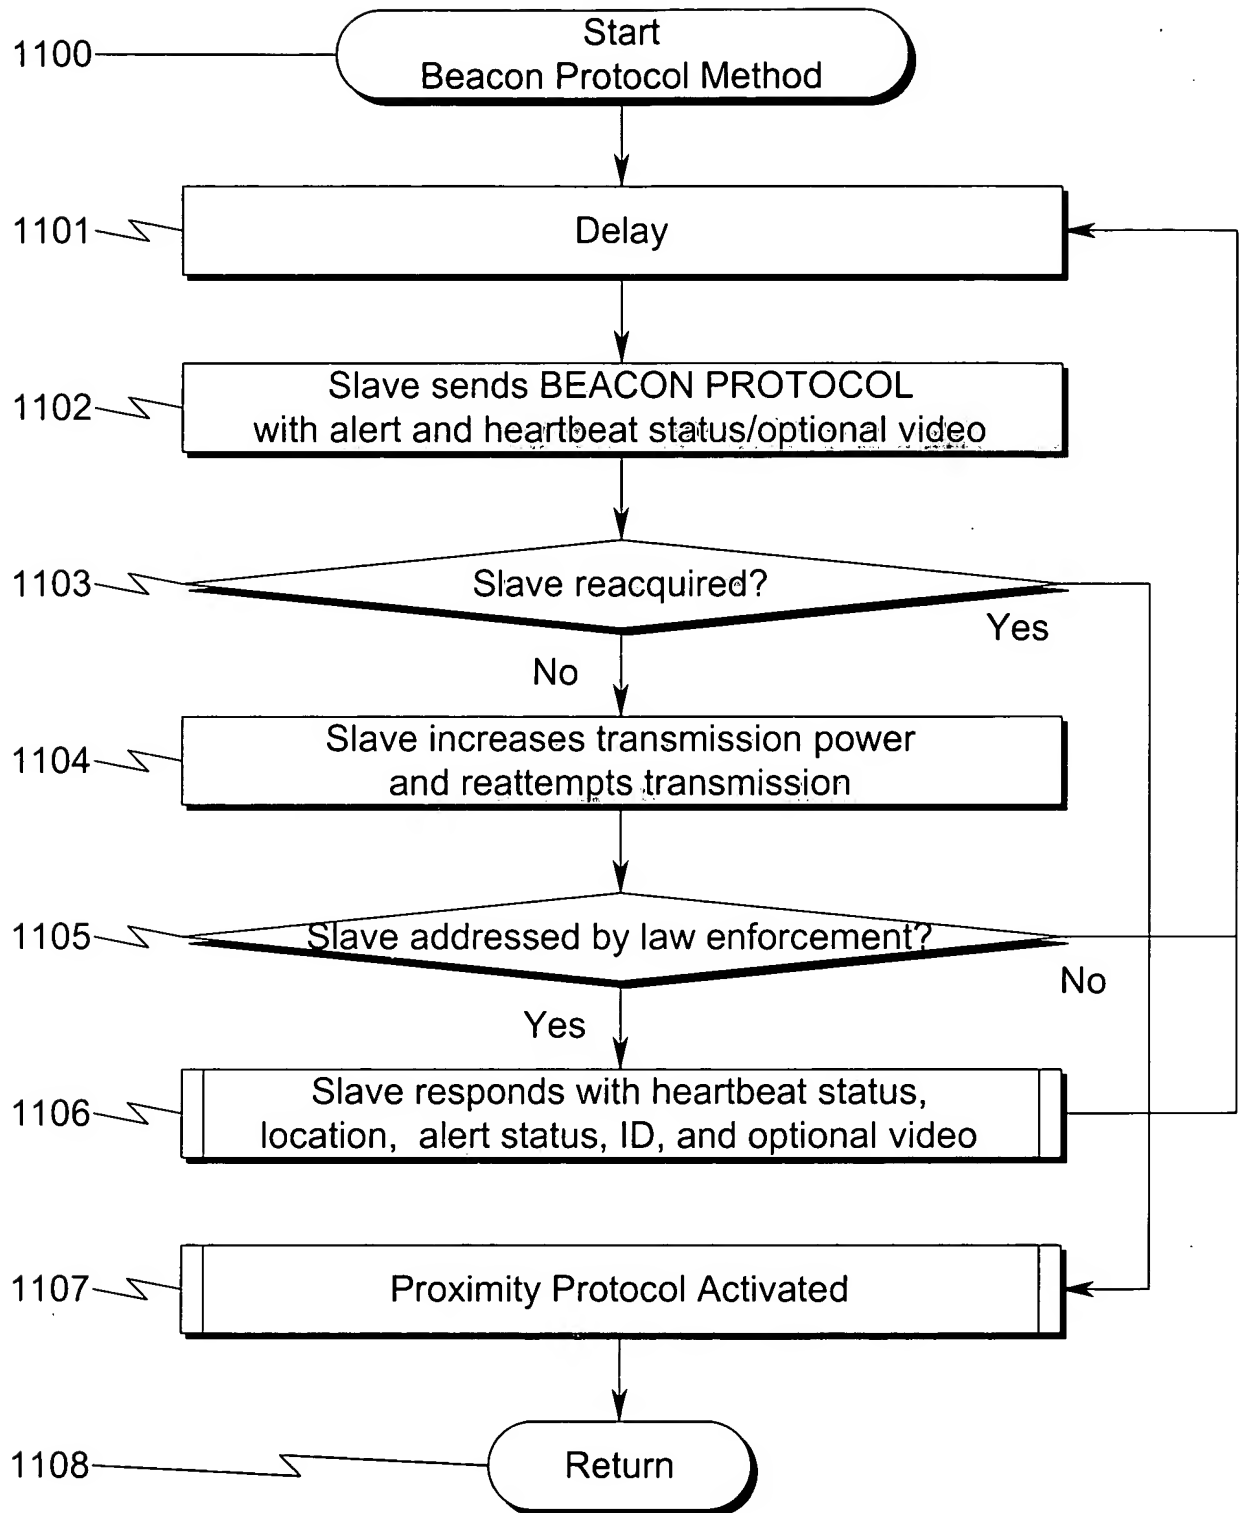 1100
Start
Beacon Protocol Method
1101
Delay
1102
Slave sends BEACON PROTOCOL
with alert and heartbeat status/optional video
1103
Slave reacquired?
Yes
No
1104
Slave increases transmission power
and reattempts transmission
1105
Slave addressed by law enforcement?
No
Yes
1106
Slave responds with heartbeat status,
location, alert status, ID, and optional video
1107
Proximity Protocol Activated
1108
Return